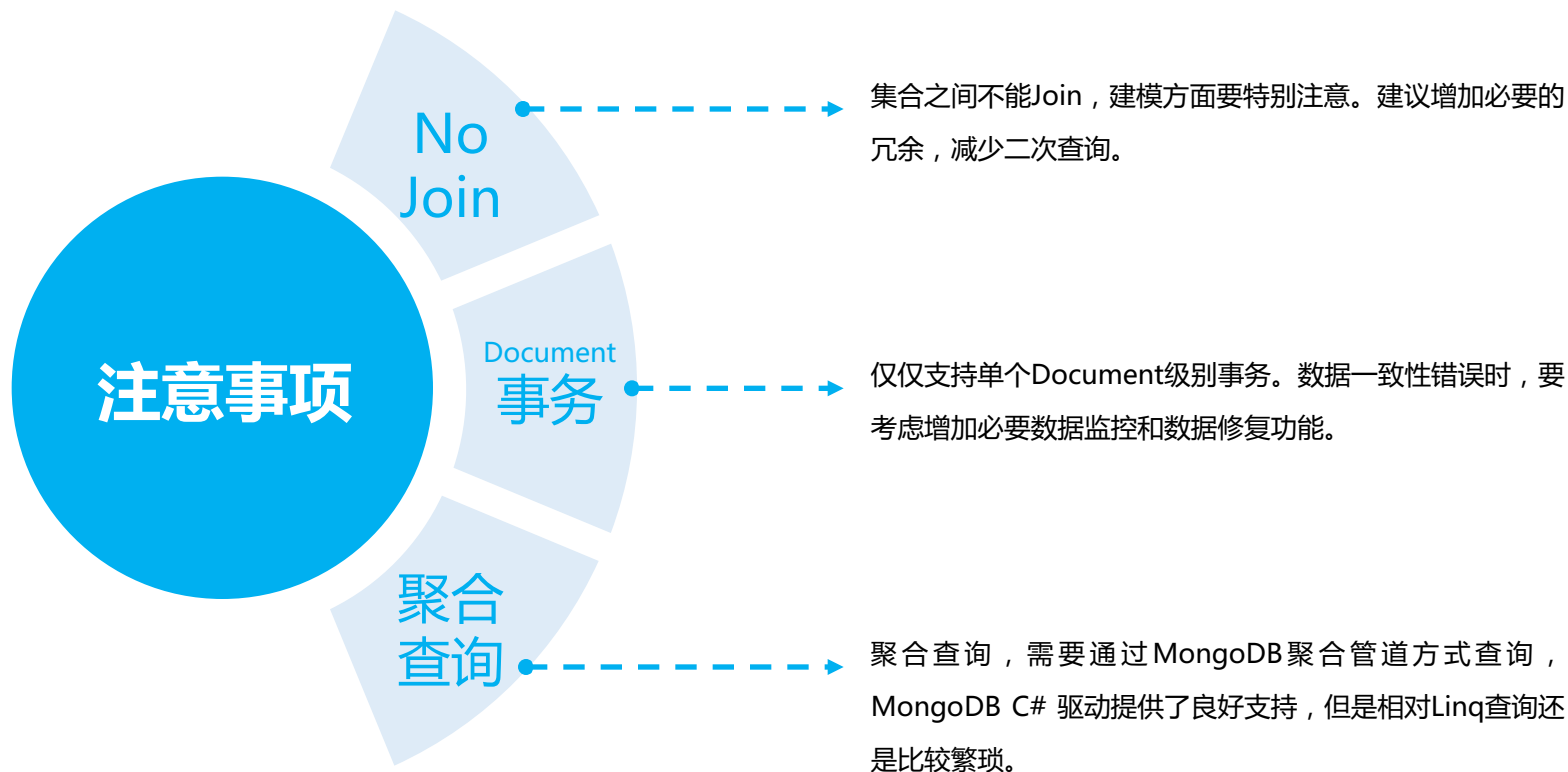 注意事项
No
Join
集合之间不能Join，建模方面要特别注意。建议增加必要的
冗余，减少二次查询。
Document
事务
仅仅支持单个Document级别事务。数据一致性错误时，要
考虑增加必要数据监控和数据修复功能。
聚合
查询
聚合查询，需要通过MongoDB聚合管道方式查询，
MongoDB C# 驱动提供了良好支持，但是相对Linq查询还
是比较繁琐。